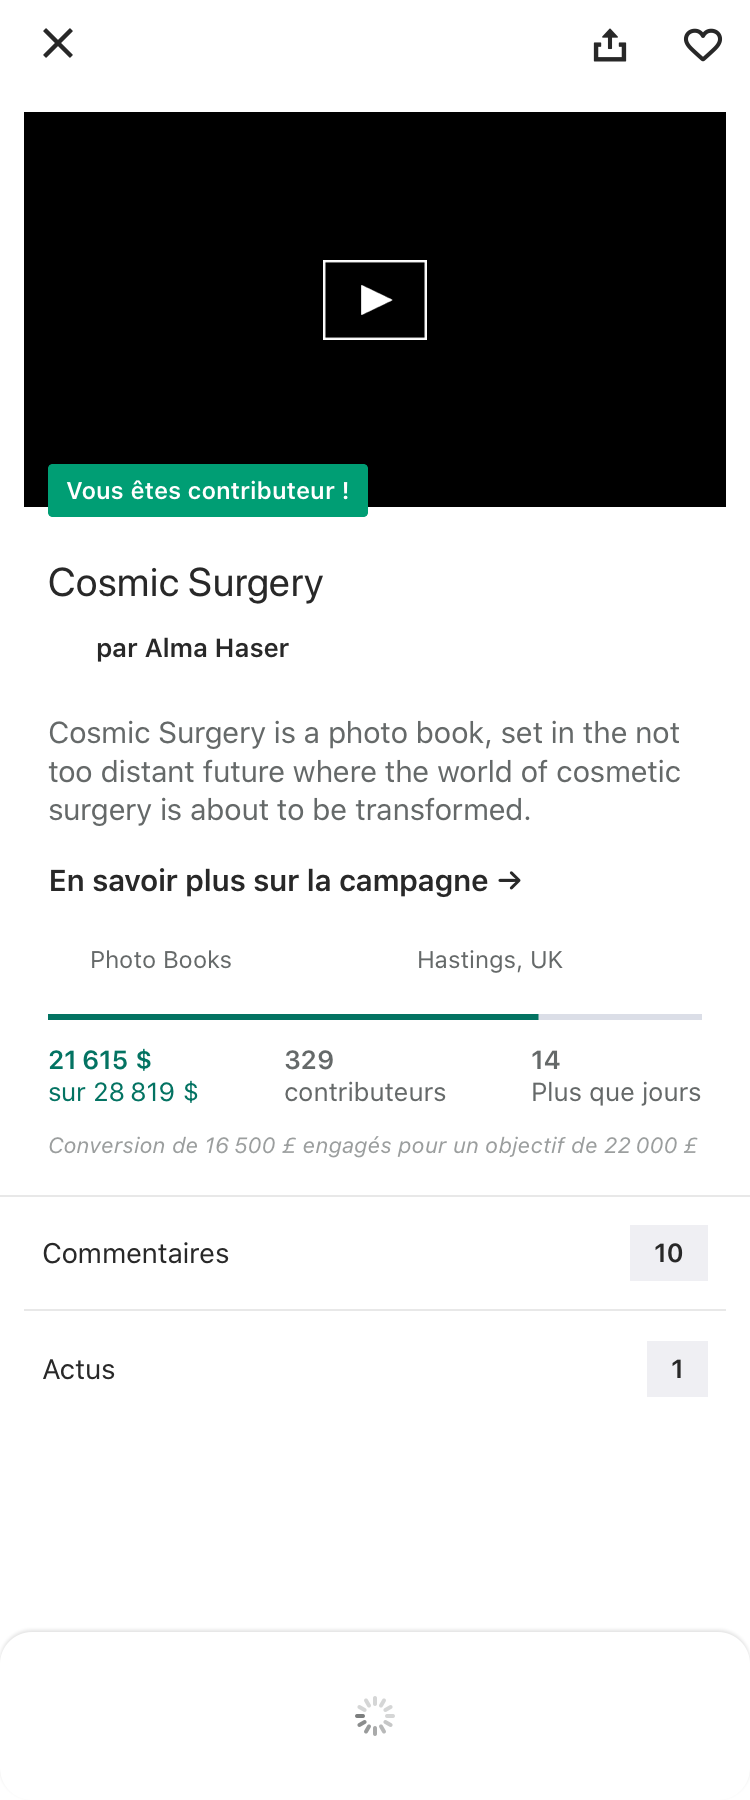 Vous êtes contributeur !
Cosmic Surgery
par Alma Haser
Cosmic Surgery is a photo book, set in the not
too distant future where the world of cosmetic
surgery is about to be transformed.
En savoir plus sur la campagne →
Photo Books
Hastings, UK
21 615 $
sur 28 819 $
329
contributeurs
14
Plus que jours
Conversion de 16 500 £ engagés pour un objectif de 22 000 £
Commentaires
10
Actus
1